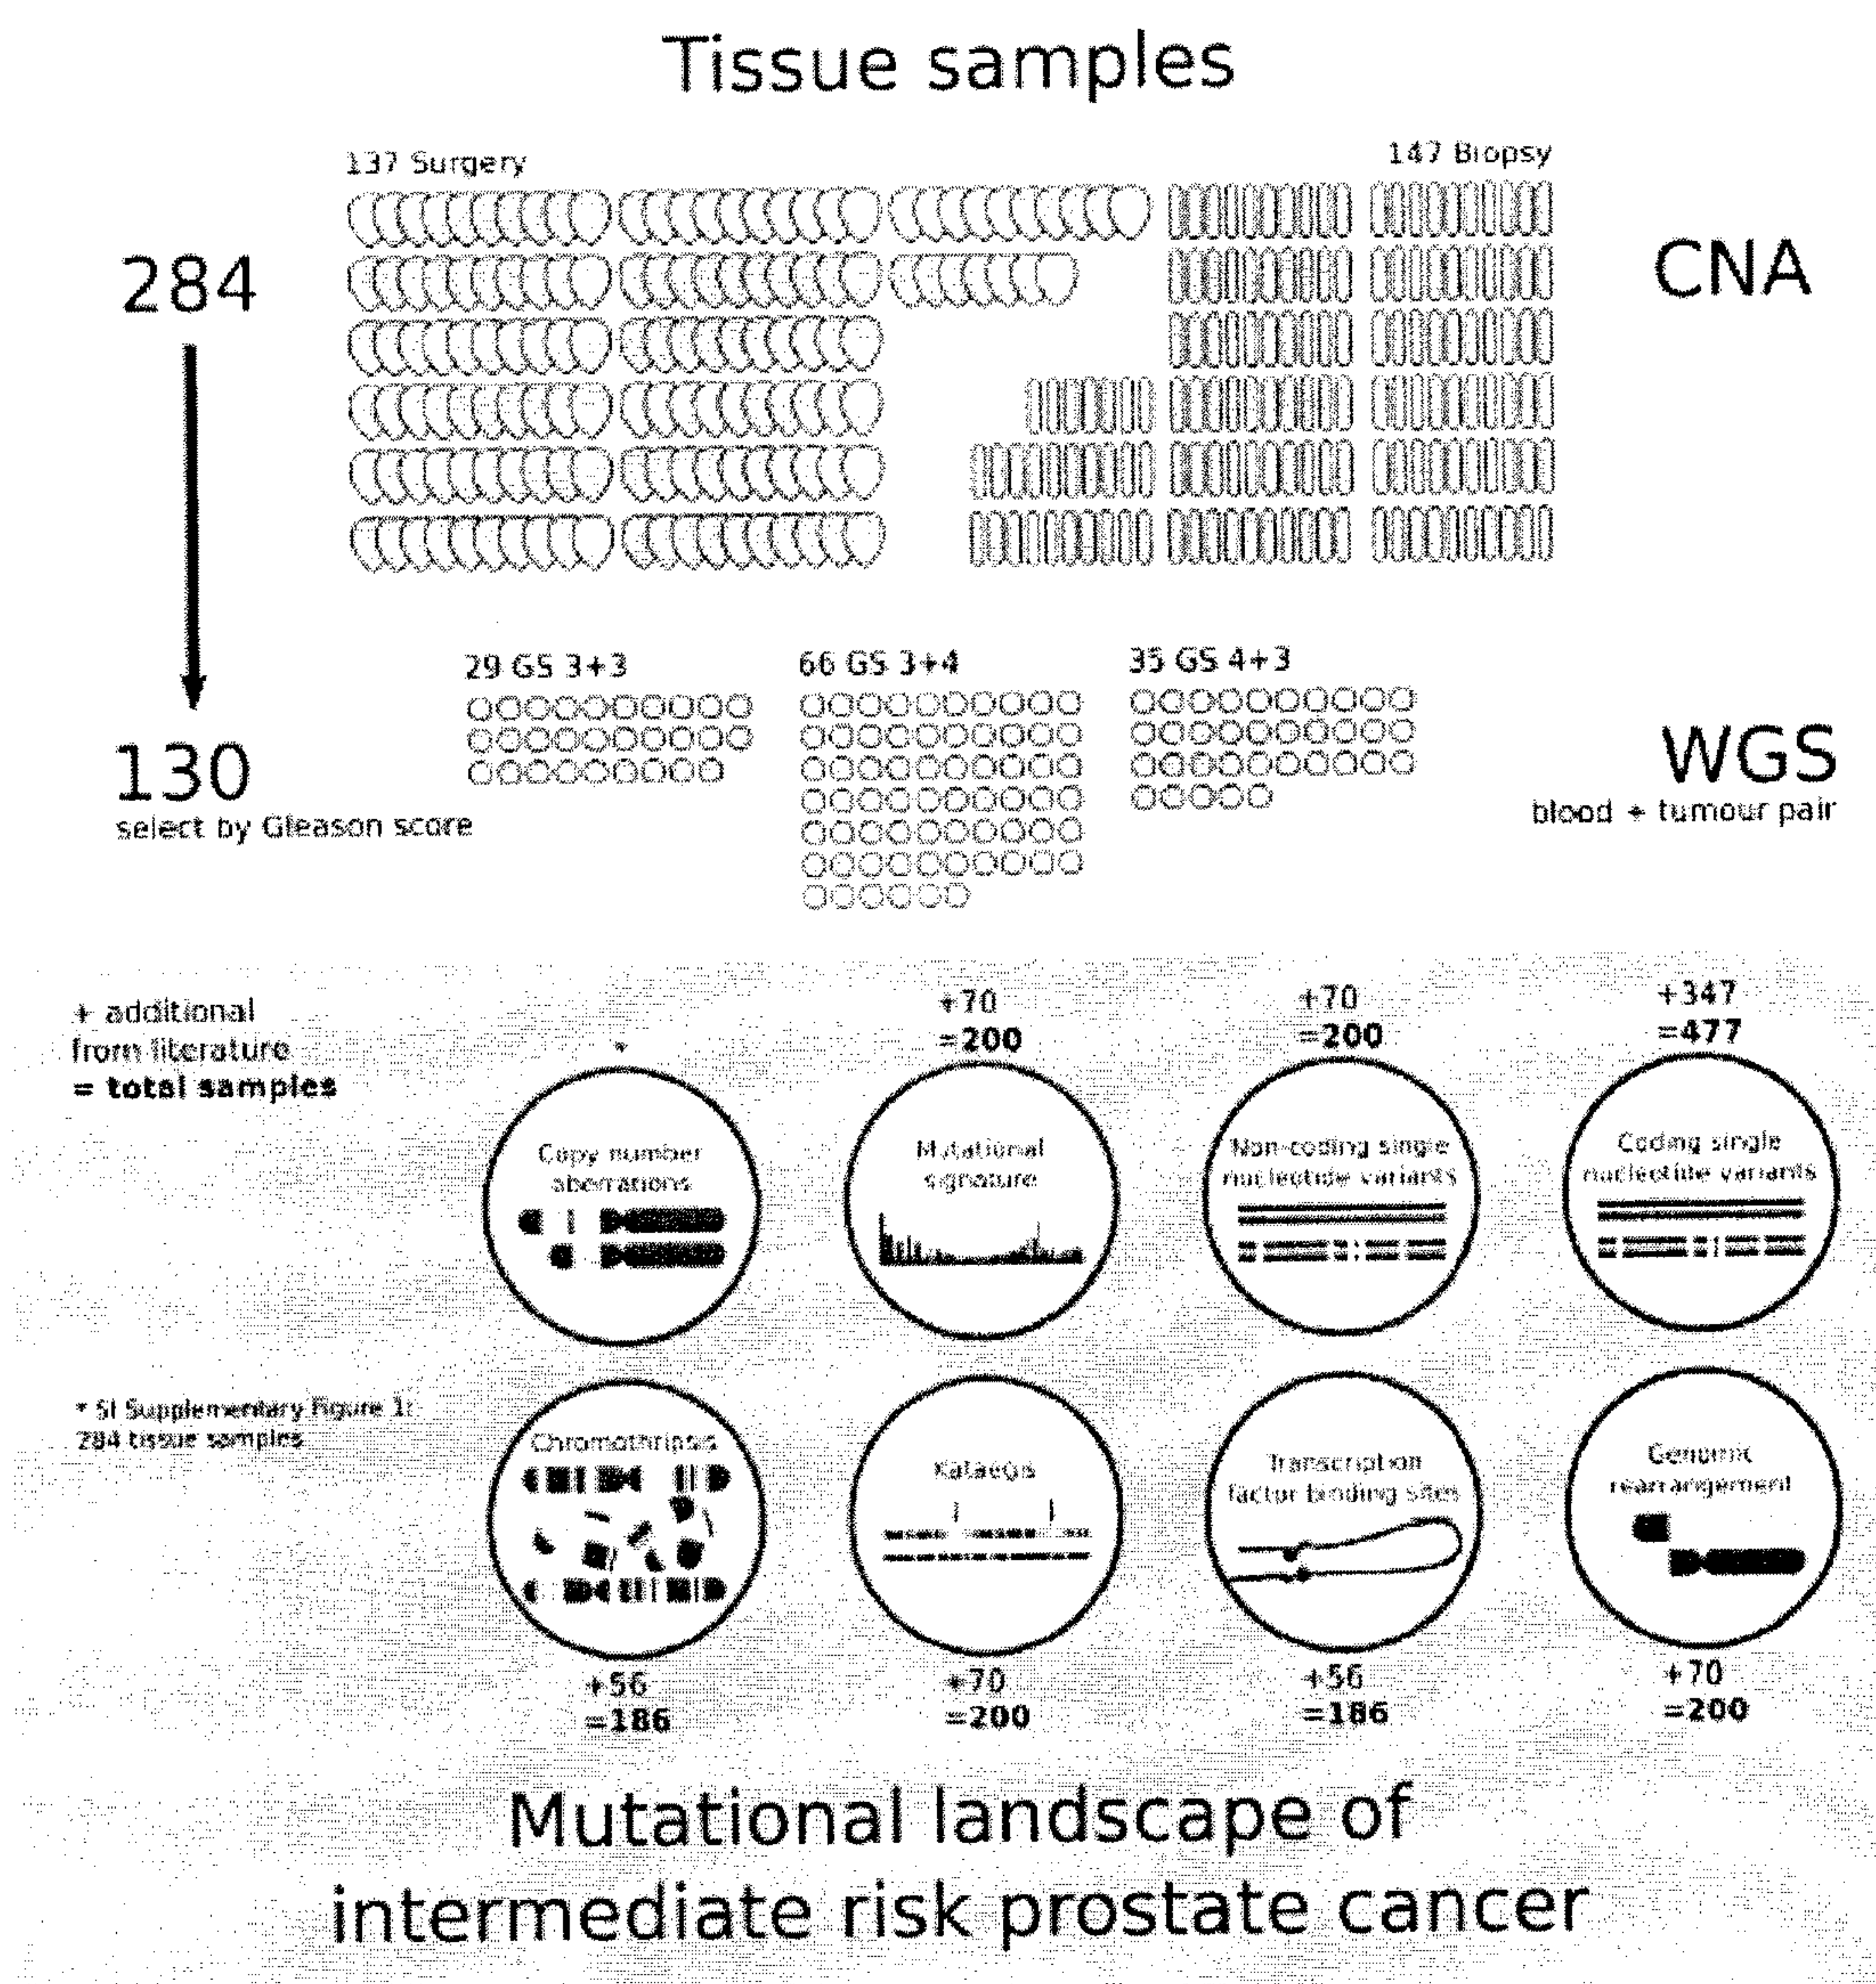 Tissue samples
137 Surgery
147 Biopsy
284
CNA
29 GS 3+3
66 GS 3+4
35 GS 4+3
130
select by Gleason score
WGS
blood + tumour pair
+ additional
from literature
= total samples
*
+70
=200
+70
=200
+347
=477
Copy number
aberrations
Mutational
signature
Non-coding single
nucleotide variants
Coding single
nucleotide variants
* SI Supplementary Figure 1:
284 tissue samples
Chromothripsis
Kataegis
Transcription
factor binding sites
Genomic
rearrangement
+56
=186
+70
=200
+56
=186
+70
=200
Mutational landscape of
intermediate risk prostate cancer